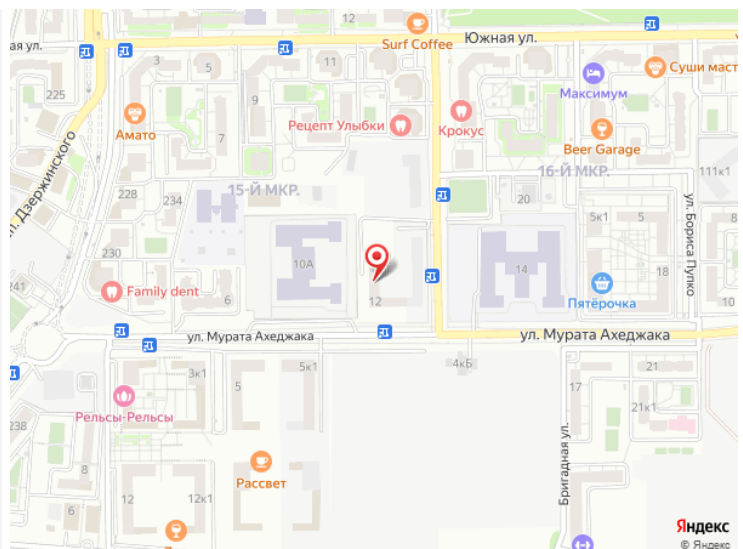 12
Surf Coffee
Южная ул.
ая ул.
3
5
11
Суши маст
225
9
Максимум
Амато
7
Рецепт Улыбки
Крокус
Beer Garage
ул. Дзержинского
16-Й МКР.
111к1
15-Й МКР.
228
234
20
5к1
5
8
ул. Бориса Пупко
230
10А
14
18
10
241
Family dent
6
12
Пятёрочка
ул. Мурата Ахеджака
ул. Мурата Ахеджака
3к1
5
5к1
4кБ
17
21
21к1
Рельсы-Рельсы
238
8
Бригадная ул.
Рассвет
12
12к1
6
Яндекс
© Яндекс